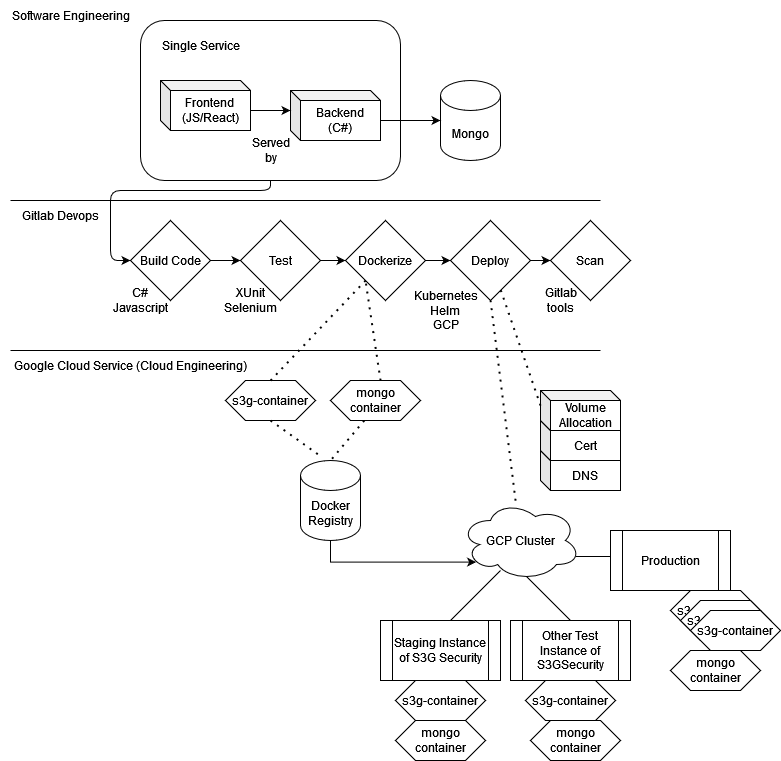 Software Engineering
Single Service
Frontend
(JS/React)
Backend
(C#)
Served
by
Mongo
Gitlab Devops
Build Code
Test
Dockerize
Deploy
Scan
C#
Javascript
XUnit
Selenium
Kubernetes
Helm
GCP
Gitlab
tools
Google Cloud Service (Cloud Engineering)
s3g-container
mongo
container
Volume
Allocation
Cert
DNS
Docker
Registry
GCP Cluster
Production
s3
s3
s3g-container
mongo
container
Staging Instance
of S3G Security
s3g-container
mongo
container
Other Test
Instance of
S3GSecurity
s3g-container
mongo
container